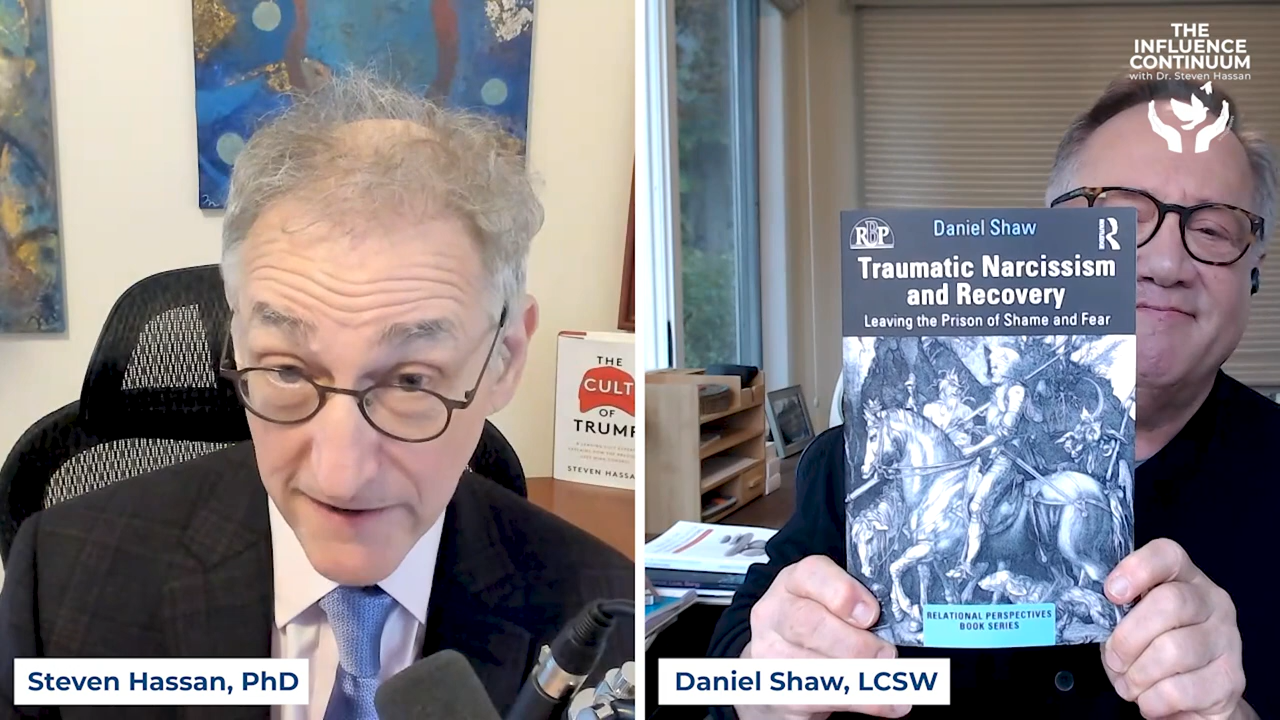 THE
INFLUENCE
CONTINUUM
with Dr. Steven Hassan
RBP
Daniel Shaw
R
Traumatic Narcissism
and Recovery
Leaving the Prison of Shame and Fear
RELATIONAL PERSPECTIVES
BOOK SERIES
THE
CULT
OF
TRUMP
STEVEN HASSA
Steven Hassan, PhD
Daniel Shaw, LCSW